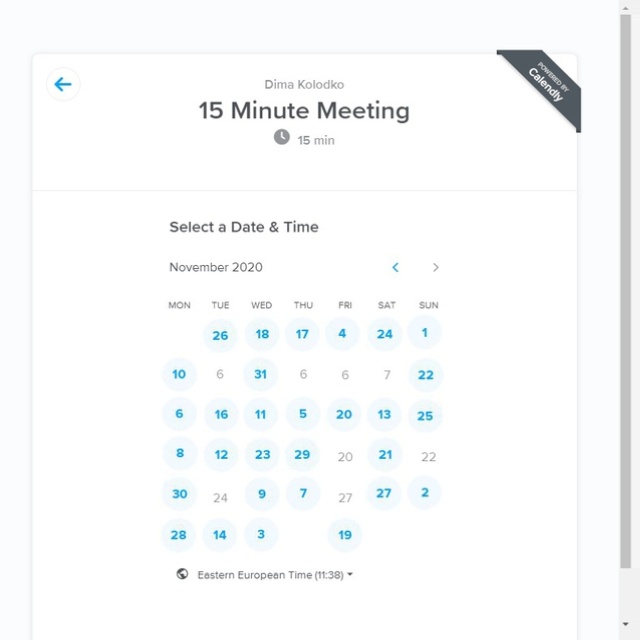 POWERED BY
Calendly
Dima Kolodko
15 Minute Meeting
15 min
Select a Date & Time
November 2020
MON TUE WED THU FRI SAT SUN
26 18 17 4 24 1
10 6 31 6 6 7 22
6 16 11 5 20 13 25
8 12 23 29 20 21 22
30 24 9 7 27 27 2
28 14 3 19
Eastern European Time (11:38)